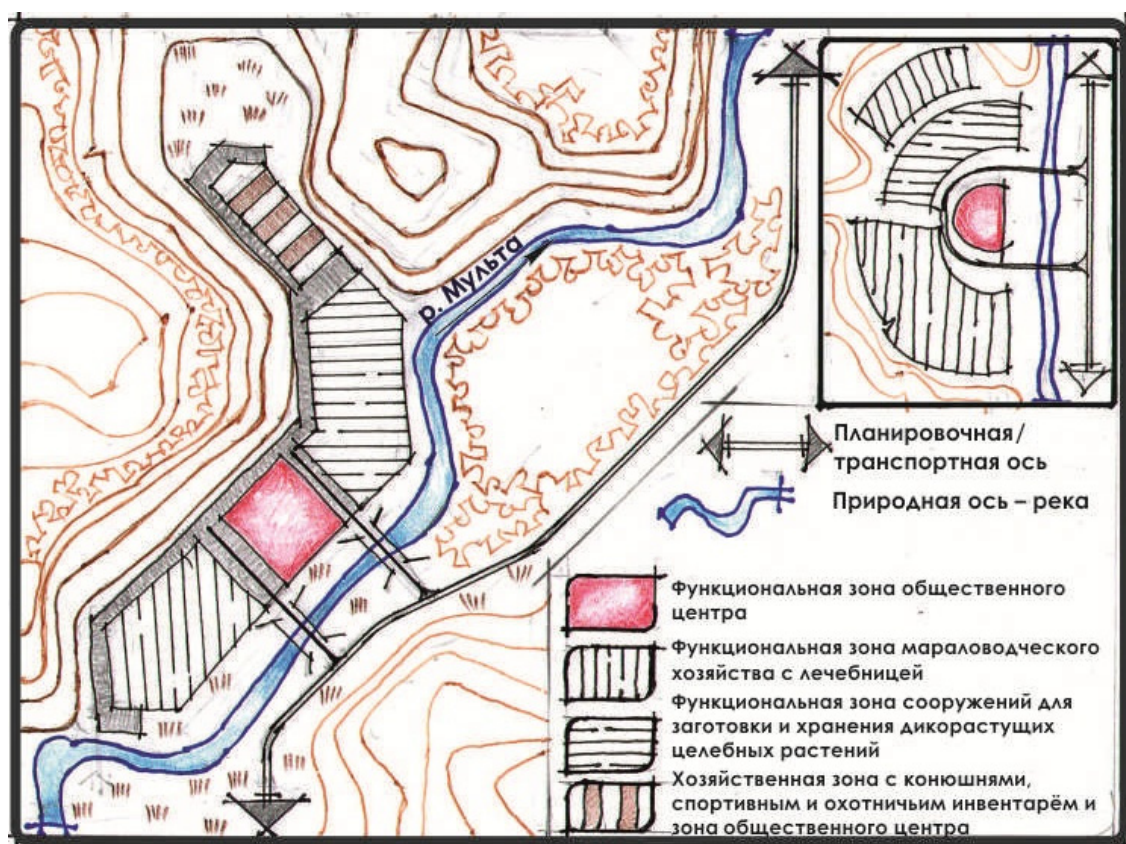 р. Мульта
Планировочная/
транспортная ось
Природная ось – река
Функциональная зона общественного
центра
Функциональная зона мараловодческого
хозяйства с лечебницей
Функциональная зона сооружений для
заготовки и хранения дикорастущих
целебных растений
Хозяйственная зона с конюшнями,
спортивным и охотничьим инвентарём и
зона общественного центра